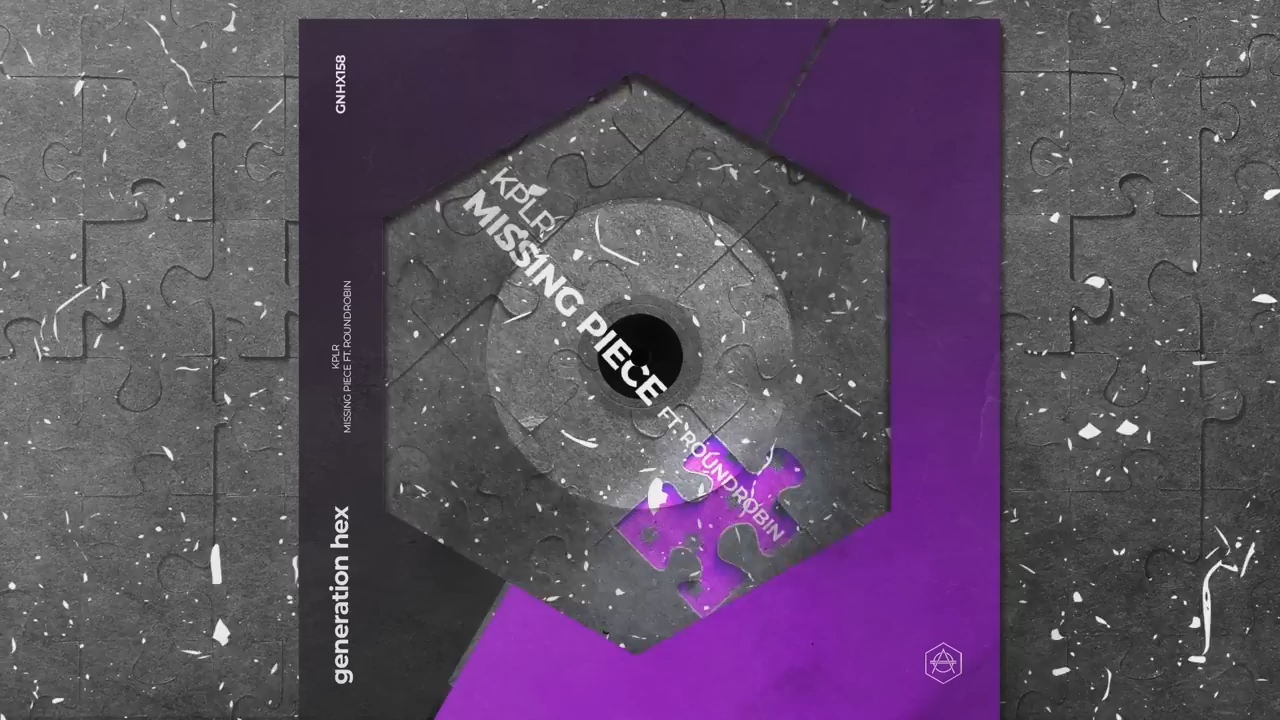 GNHX158
KPLR
MISSING PIECE FT. ROUNDROBIN
generation hex
KPLR
MISSING PIECE FT. ROUNDROBIN